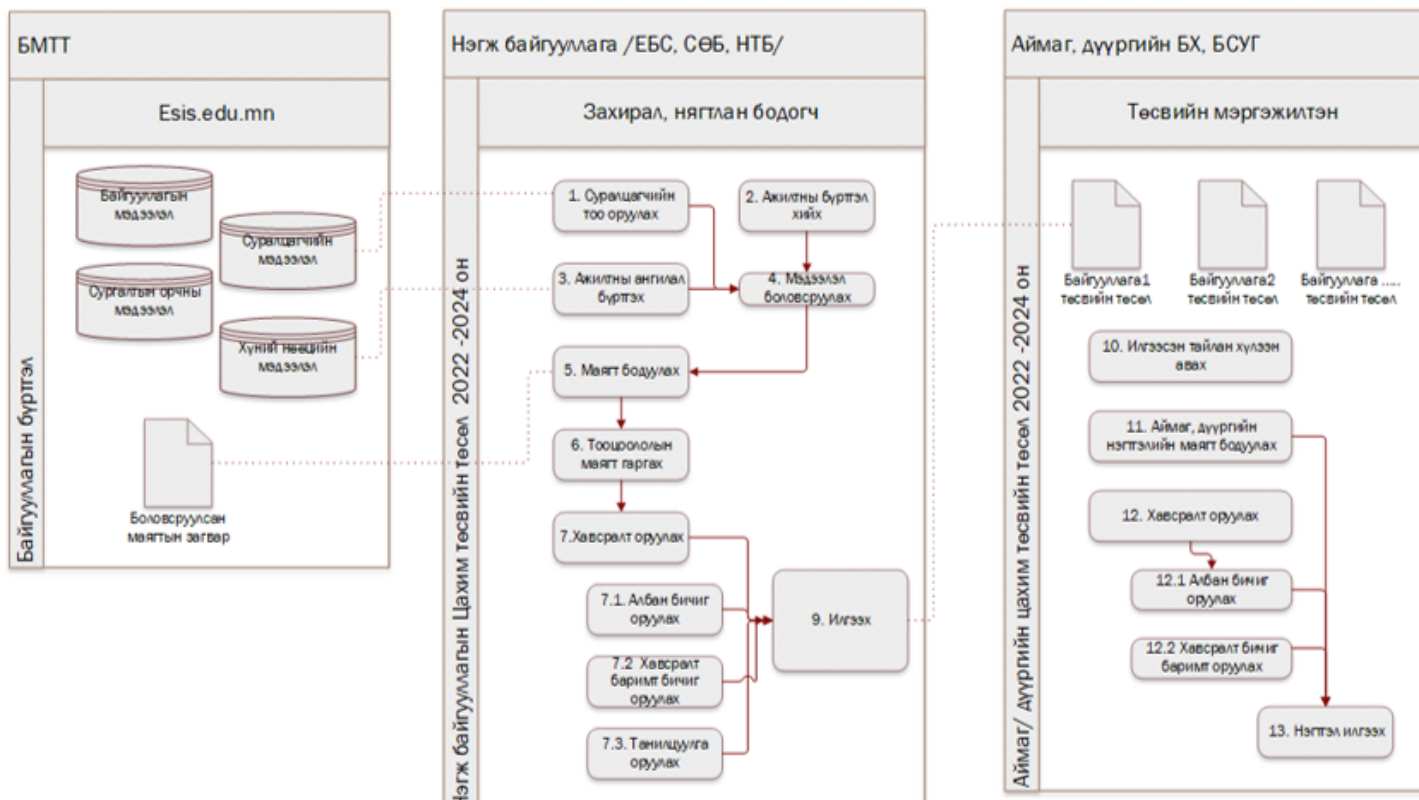 БМТТ
Esis.edu.mn
Байгууллагын бүртгэл
Байгууллагын
мэдээлэл
Суралцагчийн
мэдээлэл
Сургалтын орчны
мэдээлэл
Хүний нөөцийн
мэдээлэл
Боловсруулсан
маягтын загвар
Нэгж байгууллага /ЕБС, СӨБ, НТБ/
Захирал, нягтлан бодогч
Нэгж байгууллагын Цахим төсвийн төсөл 2022 -2024 он
1. Суралцагчийн
тоо оруулах
2. Ажилтны бүртгэл
хийх
3. Ажилтны ангилал
бүртгэх
4. Мэдээлэл
боловсруулах
5. Маягт бодуулах
6. Тооцоололын
маягт гаргах
7.Хавсралт оруулах
7.1. Албан бичиг
оруулах
7.2 Хавсралт
баримт бичиг
оруулах
7.3. Танилцуулга
оруулах
9. Илгээх
Аймаг, дүүргийн БХ, БСУГ
Төсвийн мэргэжилтэн
Аймаг/ дүүргийн цахим төсвийн төсөл 2022 -2024 он
Байгууллага1
төсвийн төсөл
Байгууллага2
төсвийн төсөл
Байгууллага .....
төсвийн төсөл
10. Илгээсэн тайлан хүлээн
авах
11. Аймаг, дүүргийн
нэгтгэлийн маягт бодуулах
12. Хавсралт оруулах
12.1 Албан бичиг
оруулах
12.2 Хавсралт бичиг
баримт оруулах
13. Нэгтгэл илгээх